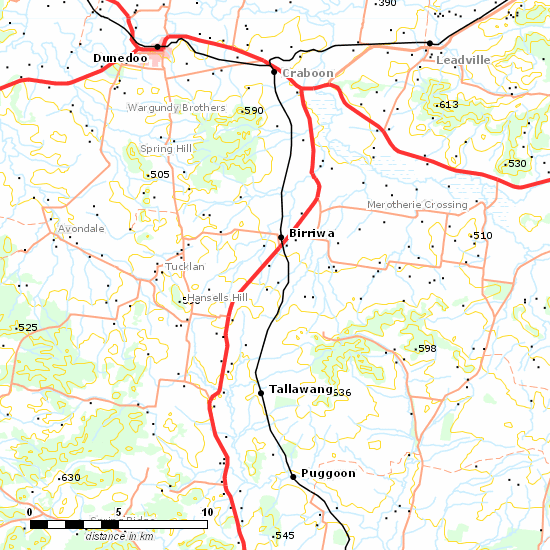 390
Dunedoo
Leadville
Craboon
Wargundy Brothers
.590
.613
Spring Hill
.530
.505
Merotherie Crossing
Avondale
Birriwa
.510
Tucklan
Hansells Hill
.525
.598
Tallawang
636
Puggoon
.630
0
5
10
distance in km
.545